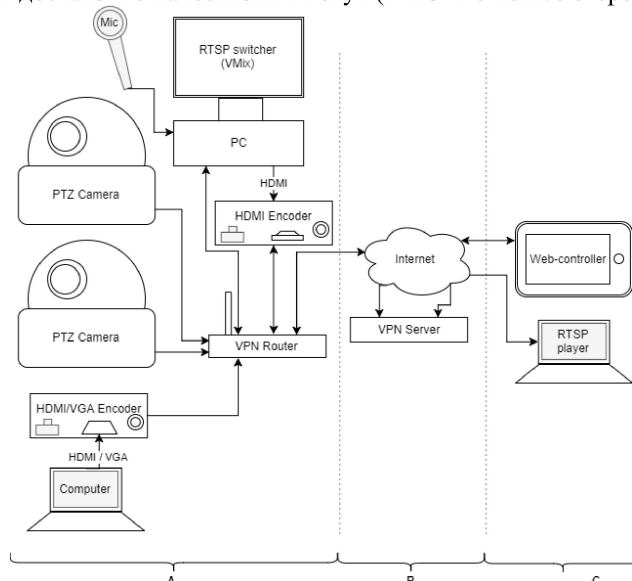 Mic
RTSP switcher
(VMix)
PC
PTZ Camera
HDMI
HDMI Encoder
Internet
Web-controller
PTZ Camera
VPN Router
VPN Server
RTSP
player
HDMI/VGA Encoder
HDMI / VGA
Computer